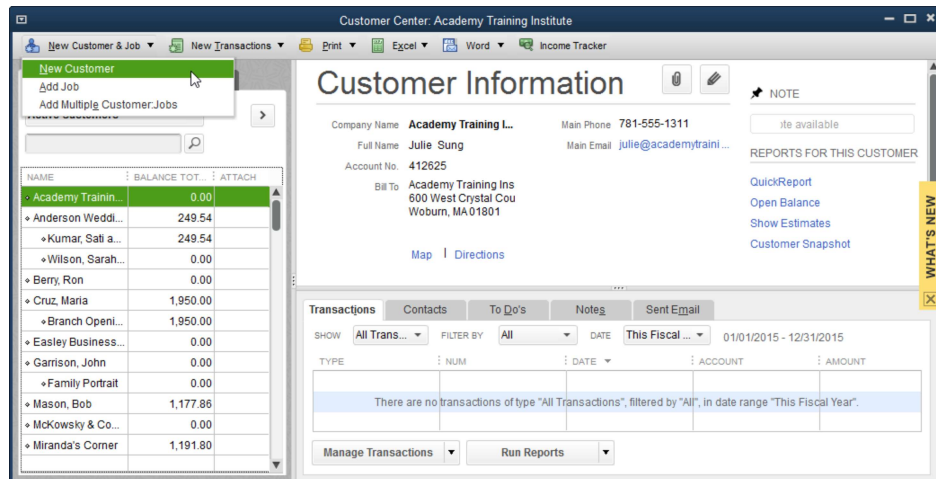 Customer Center: Academy Training Institute
New Customer & Job New Transactions Print Excel Word Income Tracker
New Customer
Add Job
Add Multiple Customer:Jobs
NAME BALANCE TOT... ATTACH
Academy Trainin... 0.00
Anderson Weddi... 249.54
Kumar, Sati a... 249.54
Wilson, Sarah... 0.00
Berry, Ron 0.00
Cruz, Maria 1,950.00
Branch Openi... 1,950.00
Easley Business... 0.00
Garrison, John 0.00
Family Portrait 0.00
Mason, Bob 1,177.86
McKowsky & Co... 0.00
Miranda's Corner 1,191.80
Customer Information
Company Name Academy Training I... Main Phone 781-555-1311
Full Name Julie Sung Main Email julie@academytraini...
Account No. 412625
Bill To Academy Training Ins
600 West Crystal Cou
Woburn, MA 01801
Map | Directions
NOTE
ote available
REPORTS FOR THIS CUSTOMER
QuickReport
Open Balance
Show Estimates
Customer Snapshot
WHAT'S NEW
Transactions Contacts To Do's Notes Sent Email
SHOW All Trans... FILTER BY All DATE This Fiscal ... 01/01/2015 - 12/31/2015
TYPE NUM DATE ACCOUNT AMOUNT
There are no transactions of type "All Transactions", filtered by "All", in date range "This Fiscal Year".
Manage Transactions Run Reports